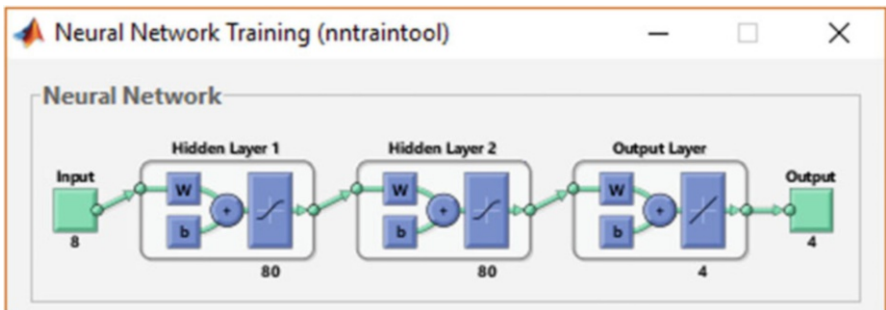 Neural Network Training (nntraintool)
Neural Network
Hidden Layer 1 Hidden Layer 2 Output Layer
Input Output
W W W
+ + +
b b b
8 4
80 80 4